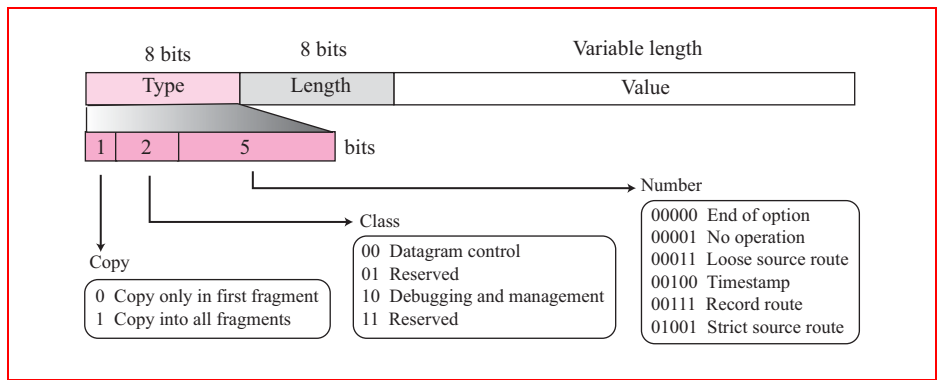 8 bits 8 bits Variable length
Type Length Value
1 2 5 bits
Number
00000 End of option
00001 No operation
00011 Loose source route
00100 Timestamp
00111 Record route
01001 Strict source route
Class
00 Datagram control
01 Reserved
10 Debugging and management
11 Reserved
Copy
0 Copy only in first fragment
1 Copy into all fragments